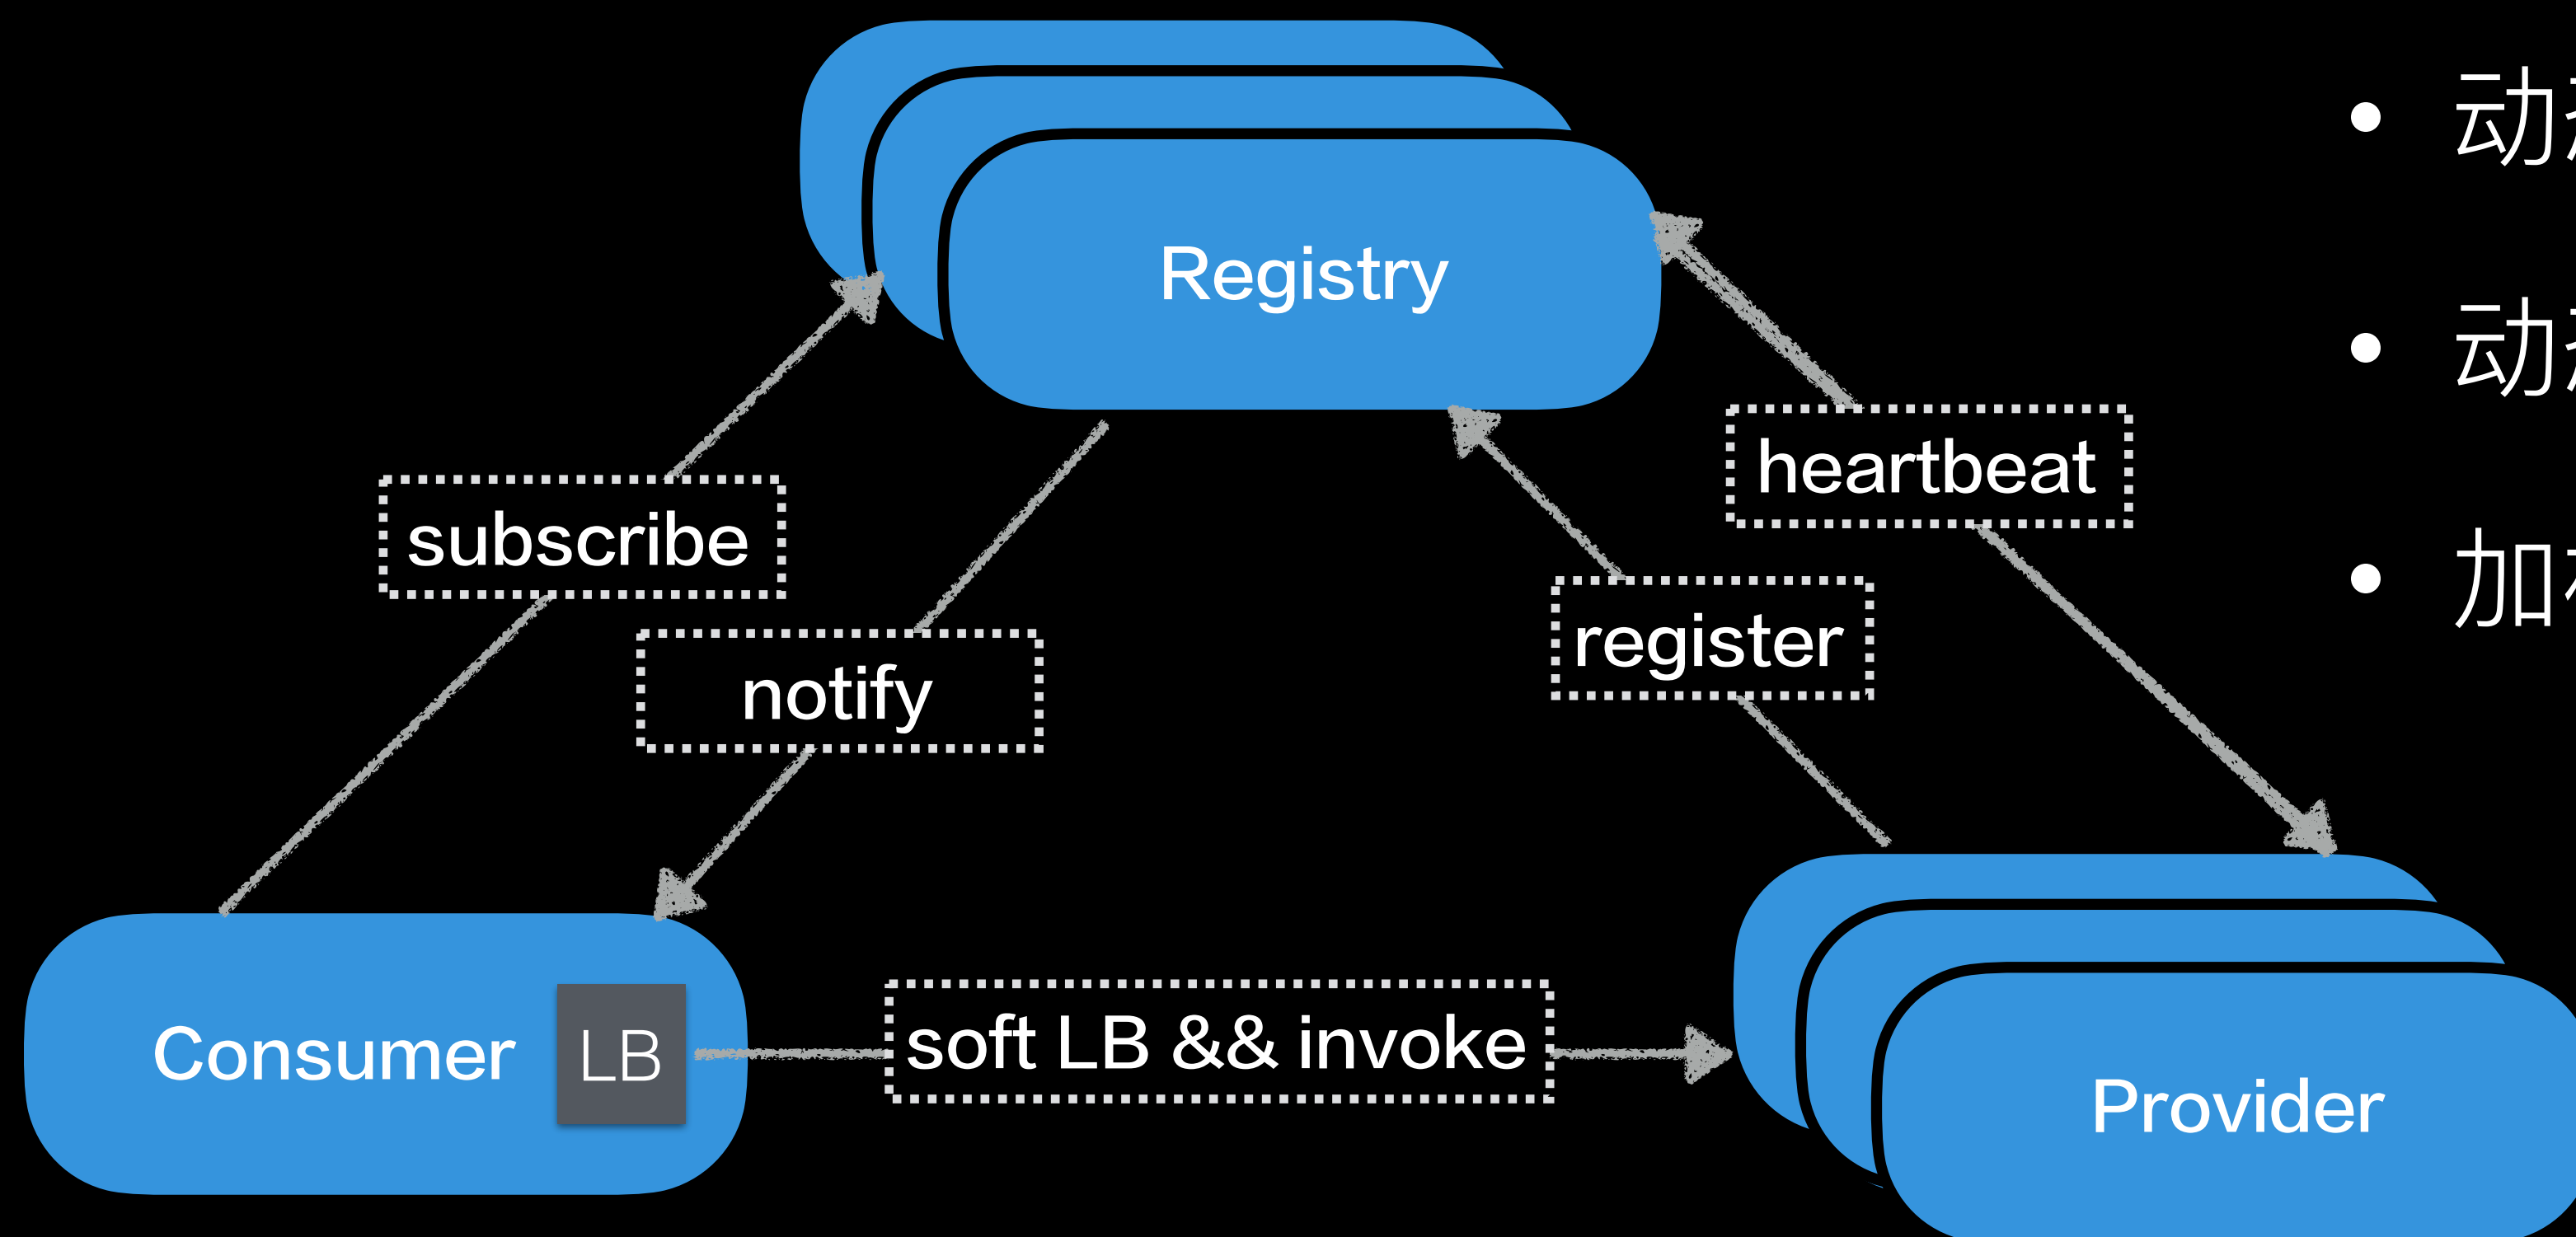 Registry
subscribe
notify
heartbeat
register
Consumer
LB
soft LB && invoke
Provider
• 动
• 动
• 加